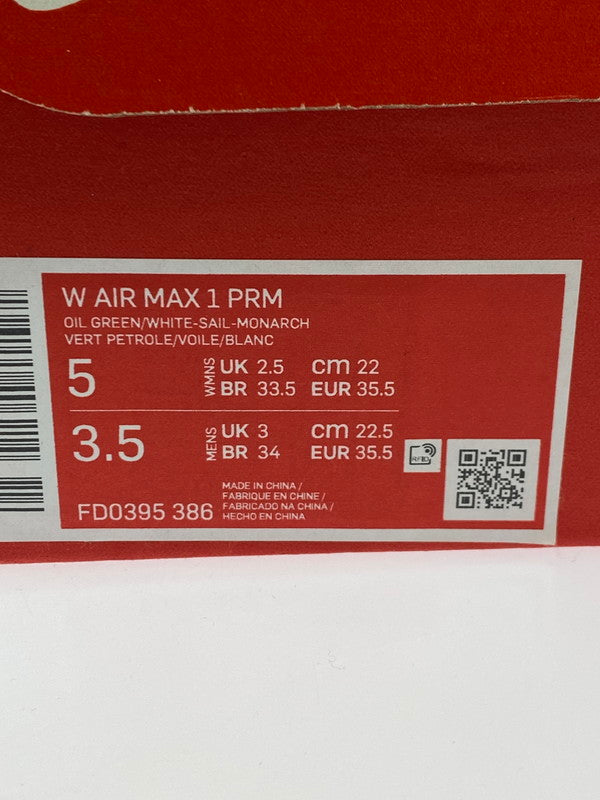 W AIR MAX 1 PRM
OIL GREEN/WHITE-SAIL-MONARCH
VERT PETROLE/VOILE/BLANC
5 WMNS UK 2.5 cm 22
BR 33.5 EUR 35.5
3.5 MENS UK 3 cm 22.5
BR 34 EUR 35.5
RFID
FD0395 386
MADE IN CHINA /
FABRIQUE EN CHINE /
FABRICADO NA CHINA /
HECHO EN CHINA